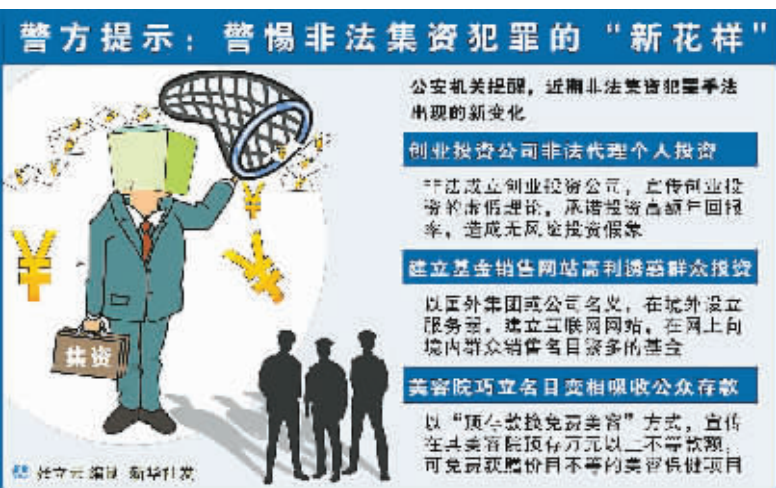 警方提示：警惕非法集资犯罪的“新花样”
公安机关提醒，近期非法集资犯罪手法
出现的新变化
创业投资公司非法代理个人投资
非法成立创业投资公司，宣传创业投
资的虚假理论，承诺投资高额年回报
率，造成无风险投资假象
建立基金销售网站高利诱惑群众投资
以国外集团或公司名义，在境外设立
服务器，建立互联网网站，在网上向
境内群众销售名目繁多的基金
美容院巧立名目变相吸收公众存款
以“预存款换免费美容”方式，宣传
在其美容院预存万元以上不等款额，
可免费获赠价目不等的美容保健项目
集资
¥
¥
¥
编制 新华社发